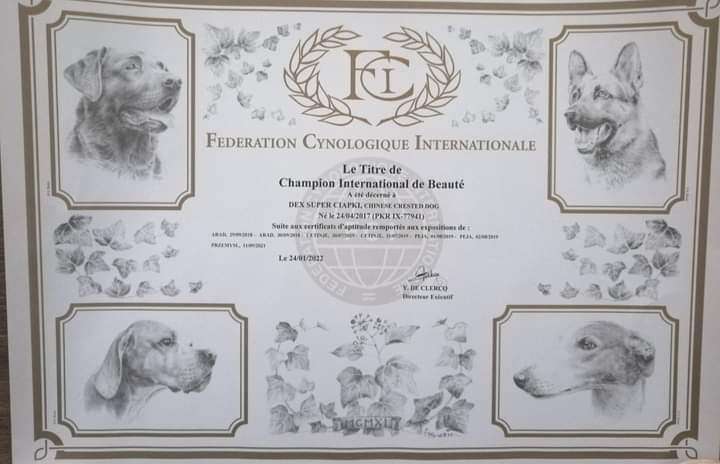 FCI
FEDERATION CYNOLOGIQUE INTERNATIONALE
Le Titre de
Champion International de Beauté
A été décerné à
DEX SUPER CIAPKI, CHINESE CRESTED DOG
Né le 24/04/2017 (PKR IX-77941)
Suite aux certificats d'aptitude remportés aux expositions de :
ARAD, 29/09/2018 - ARAD, 30/09/2018 - CETINJE, 30/07/2019 - CETINJE, 31/07/2019 - PEJA, 01/08/2019 - PEJA, 02/08/2019
PRZEMYSL, 11/09/2021
Le 24/01/2022
Y. DE CLERCQ
Directeur Exécutif
MCMXI